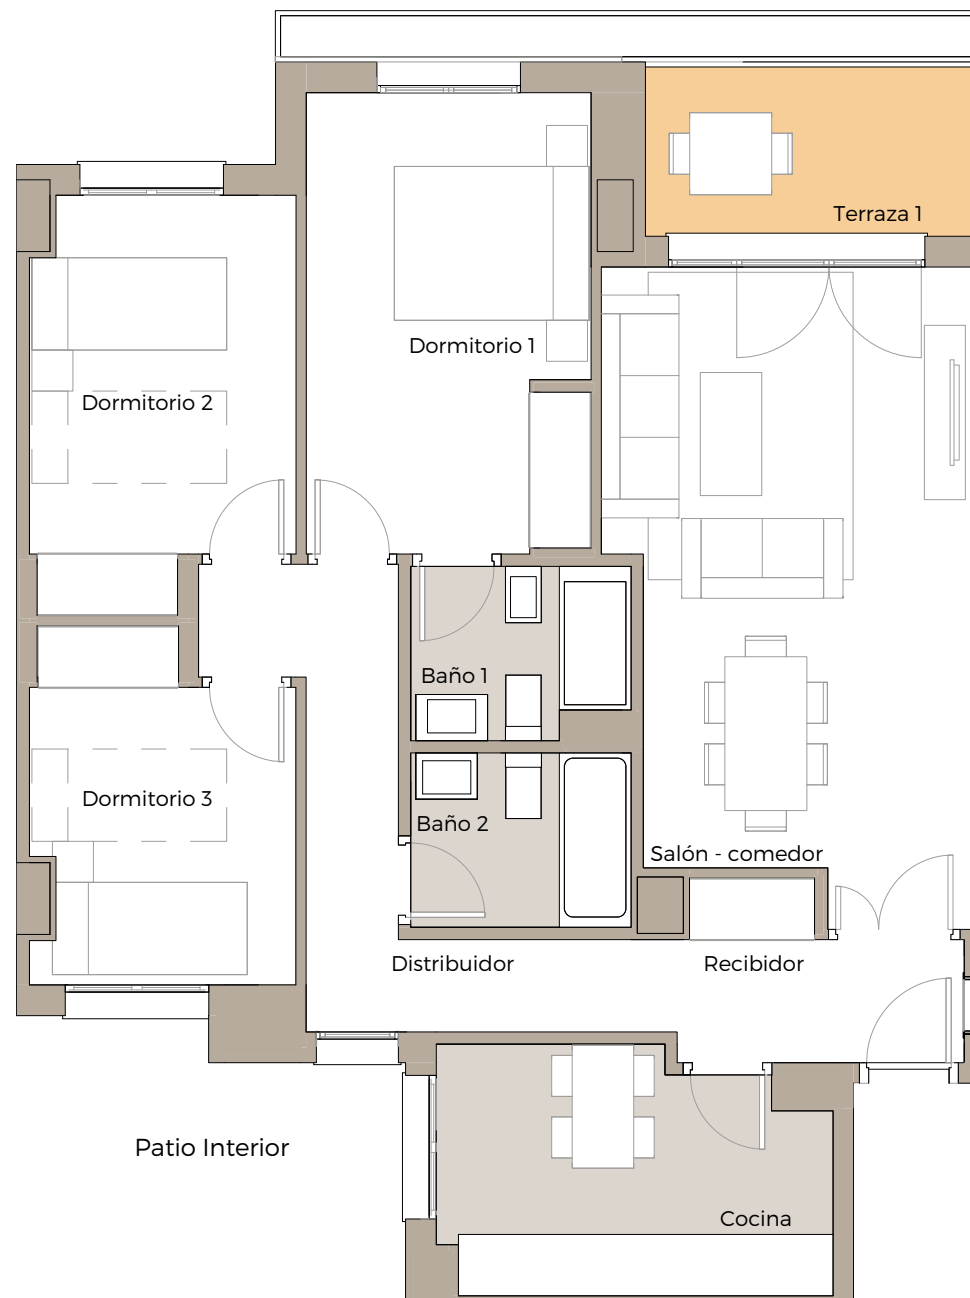 Terraza 1
Dormitorio 1
Dormitorio 2
Baño 1
Dormitorio 3
Baño 2
Salón - comedor
Distribuidor
Recibidor
Patio Interior
Cocina